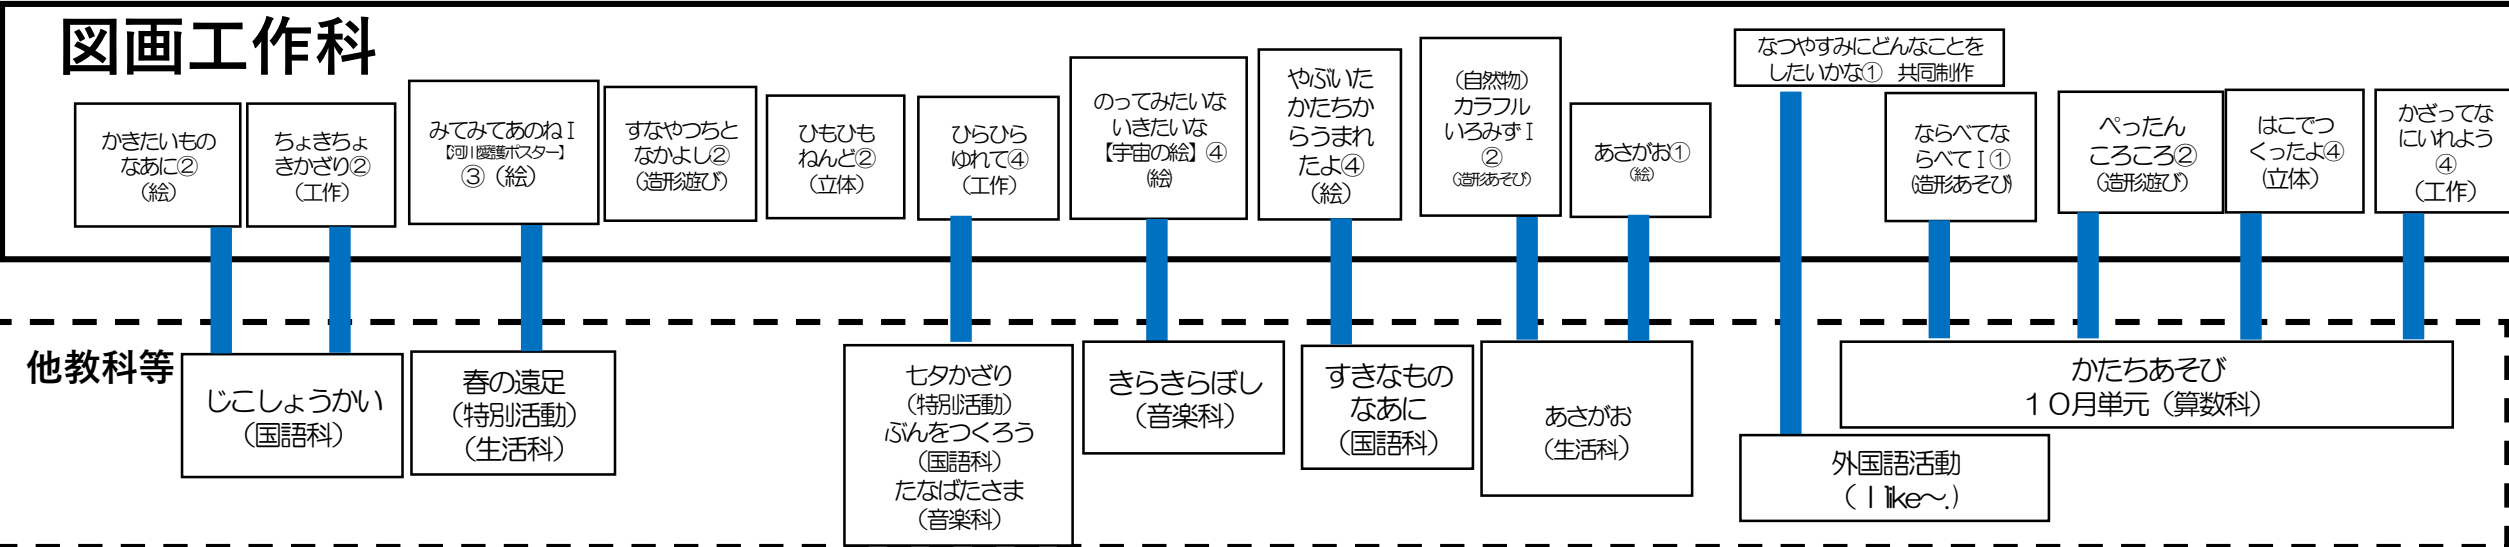 図画工作科
かきたいもの
なあに②
(絵)
ちょきちょ
きかざり②
(工作)
みてみてあのねⅠ
【河川愛護ポスター】
③（絵）
すなやつちと
なかよし②
(造形遊び)
ひもひも
ねんど②
(立体)
ひらひら
ゆれて④
(工作)
のってみたいな
いきたいな
【宇宙の絵】④
(絵)
やぶいた
かたちか
らうまれ
たよ④
(絵)
(自然物)
カラフル
いろみずⅠ
②
(造形あそび)
あさがお①
(絵)
なつやすみにどんなことを
したいかな①　共同制作
ならべてな
らべてⅠ①
(造形あそび)
ぺったん
ころころ②
(造形遊び)
はこでつ
くったよ④
(立体)
かざってな
にいれよう
④
(工作)
他教科等
じこしょうかい
(国語科)
春の遠足
(特別活動)
(生活科)
七夕かざり
(特別活動)
ぶんをつくろう
(国語科)
たなばたさま
(音楽科)
きらきらぼし
(音楽科)
すきなもの
なあに
(国語科)
あさがお
(生活科)
外国語活動
(I like～.)
かたちあそび
１０月単元（算数科）